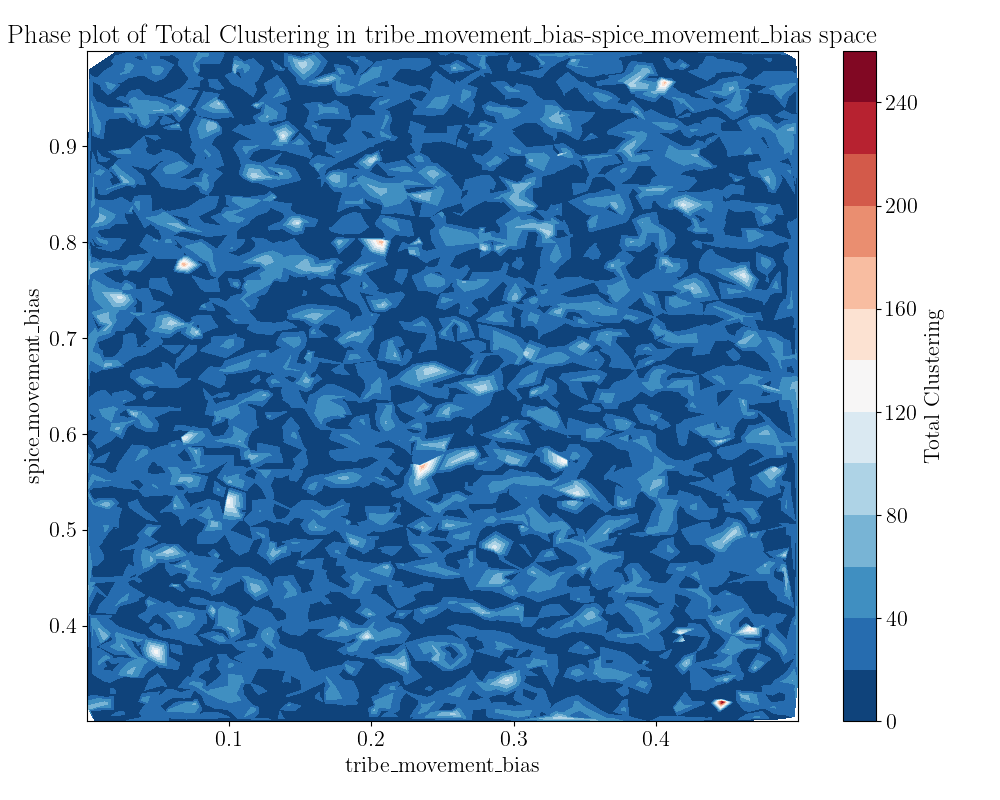 Phase plot of Total Clustering in tribe_movement_bias-spice_movement_bias space
0.9
0.8
0.7
0.6
0.5
0.4
spice_movement_bias
0.1 0.2 0.3 0.4
tribe_movement_bias
240
200
160
120
80
40
0
Total Clustering